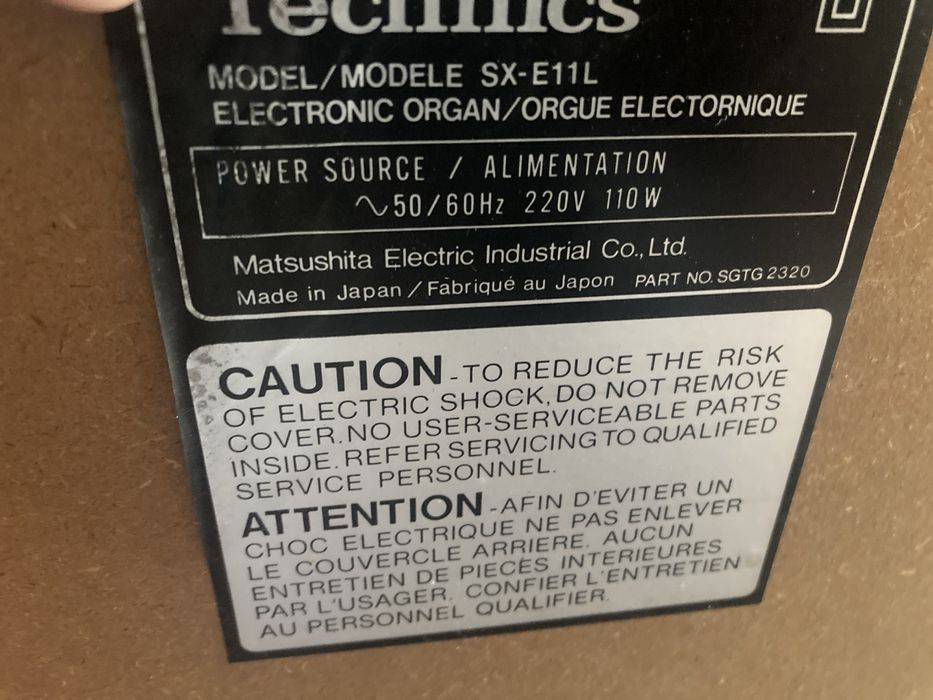 Technics
MODEL/MODELE SX-E11L
ELECTRONIC ORGAN/ORGUE ELECTORNIQUE
POWER SOURCE / ALIMENTATION
∿50/60Hz 220V 110W
Matsushita Electric Industrial Co., Ltd.
Made in Japan/Fabriqué au Japon PART NO. SGTG 2320
CAUTION-TO REDUCE THE RISK
OF ELECTRIC SHOCK, DO NOT REMOVE
COVER. NO USER-SERVICEABLE PARTS
INSIDE. REFER SERVICING TO QUALIFIED
SERVICE PERSONNEL.
ATTENTION-AFIN D'EVITER UN
CHOC ELECTRIQUE NE PAS ENLEVER
LE COUVERCLE ARRIERE. AUCUN
ENTRETIEN DE PIECES INTERIEURES
PAR L'USAGER. CONFIER L'ENTRETIEN
AU PERSONNEL QUALIFIER.